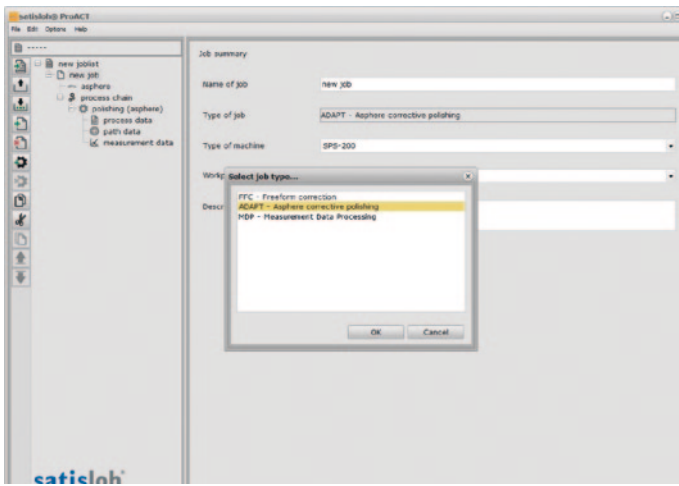 satisloh® ProACT
File Edit Options Help
-----
new joblist
new job
asphere
process chain
polishing (asphere)
process data
path data
measurement data
Job summary
Name of job
new job
Type of job
ADAPT - Asphere corrective polishing
Type of machine
SPS-200
Workp
Descr
Select job type...
FFC - Freeform correction
ADAPT - Asphere corrective polishing
MDP - Measurement Data Processing
OK Cancel
satisloh